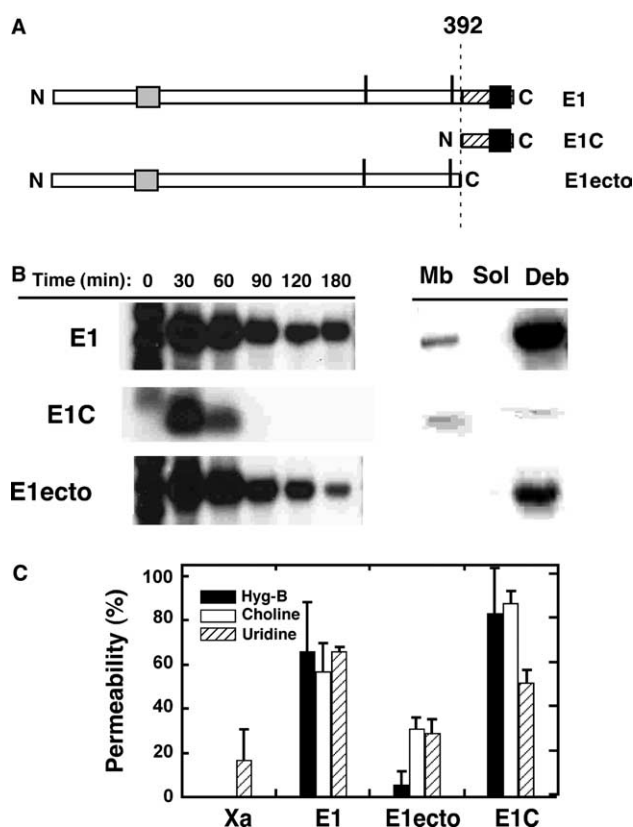 A
392
N C E1
N C E1C
N C E1ecto
B Time (min): 0 30 60 90 120 180 Mb Sol Deb
E1
E1C
E1ecto
C
Hyg-B
Choline
Uridine
Permeability (%)
100
80
60
40
20
0
Xa E1 E1ecto E1C